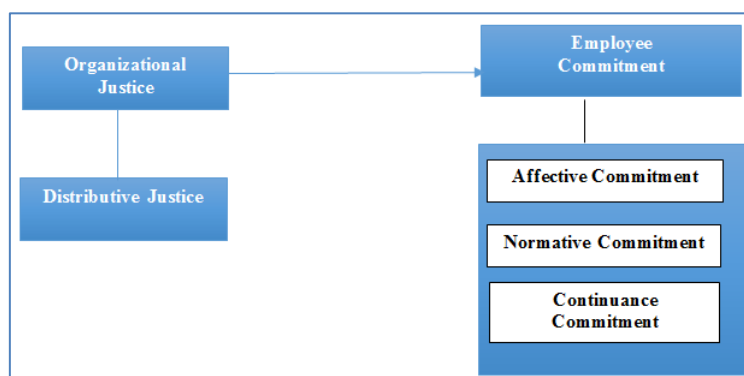 Organizational
Justice
Employee
Commitment
Distributive Justice
Affective Commitment
Normative Commitment
Continuance
Commitment